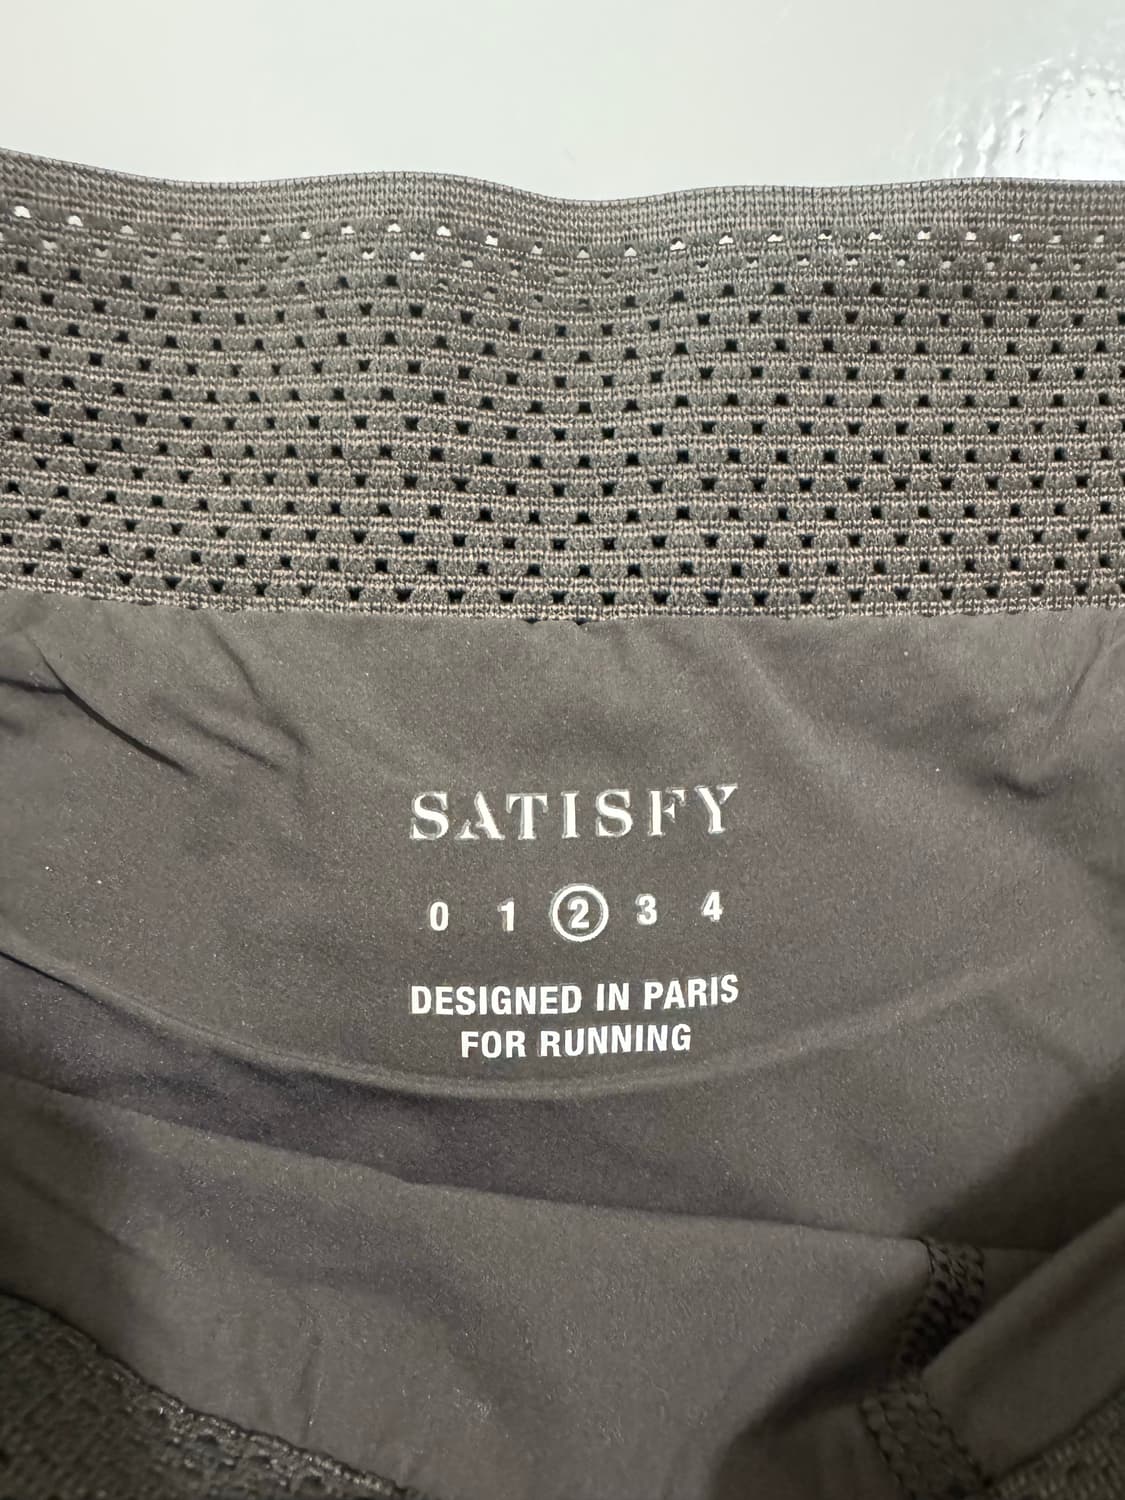 SATISFY
0 1 2 3 4
DESIGNED IN PARIS
FOR RUNNING